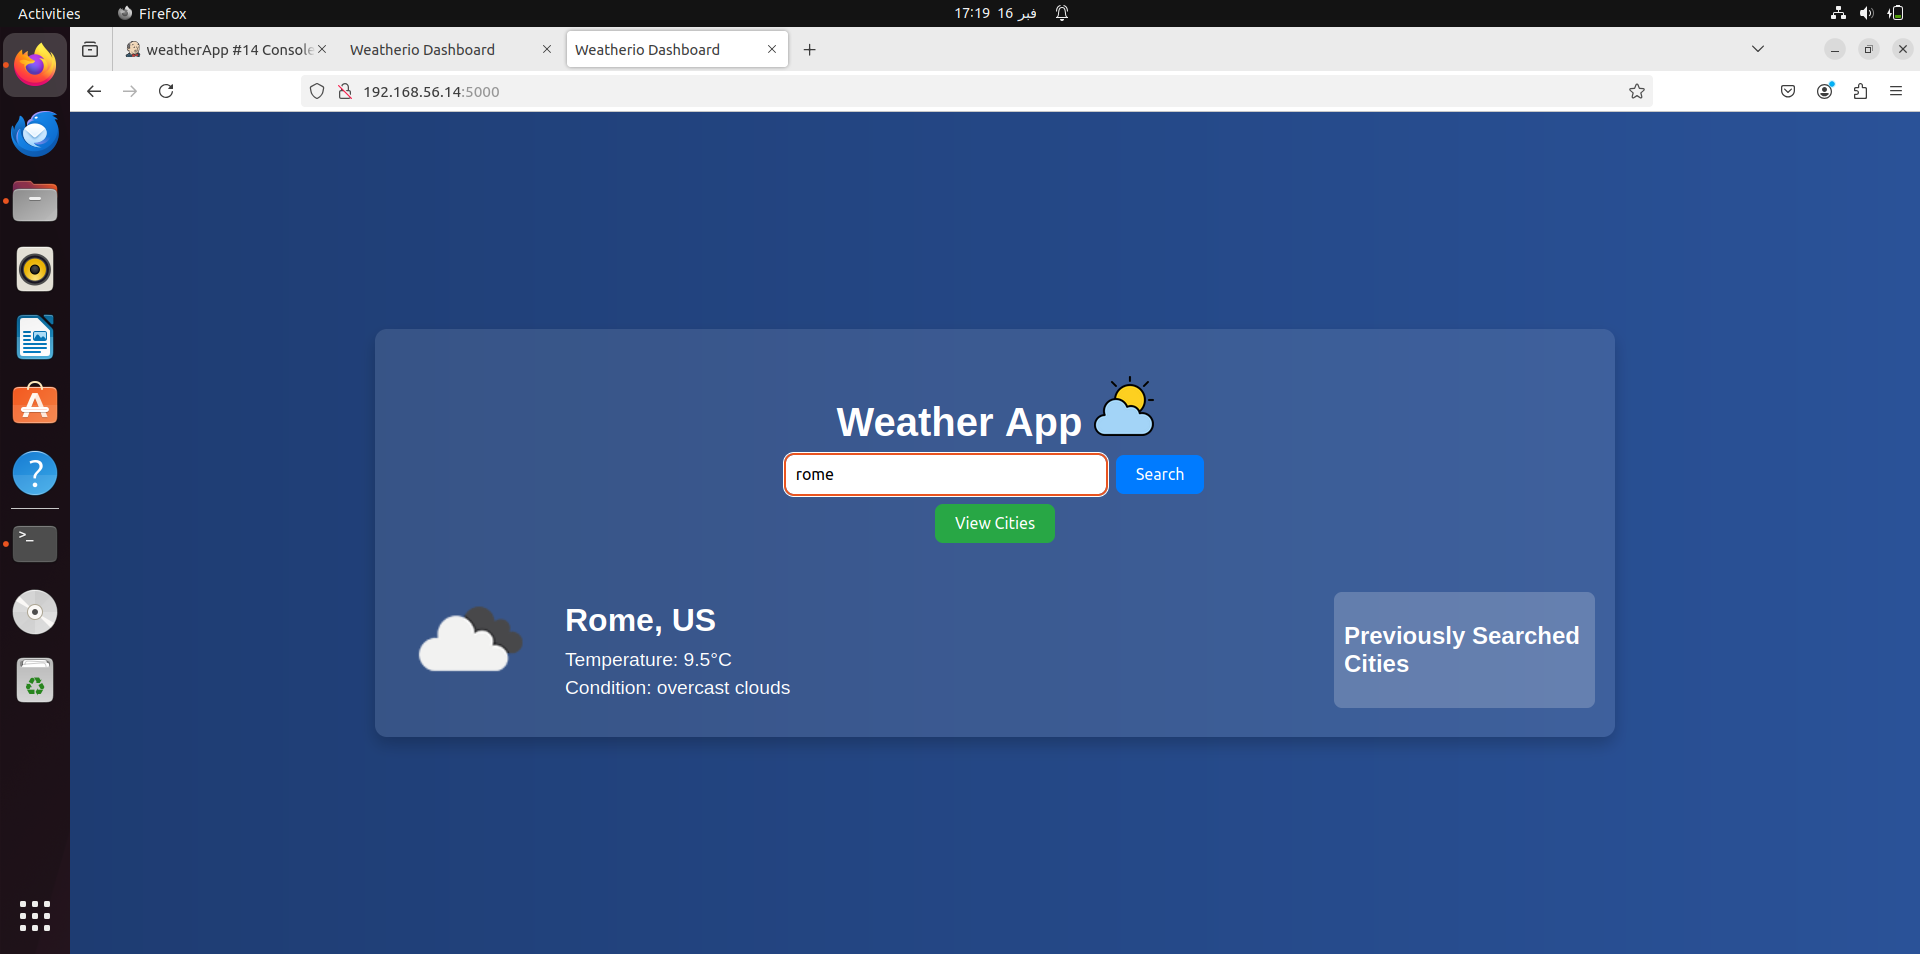 Activities
Firefox
17:19 16 فبر
weatherApp #14 Console
Weatherio Dashboard
Weatherio Dashboard
192.168.56.14:5000
Weather App
rome
Search
View Cities
Rome, US
Temperature: 9.5°C
Condition: overcast clouds
Previously Searched
Cities